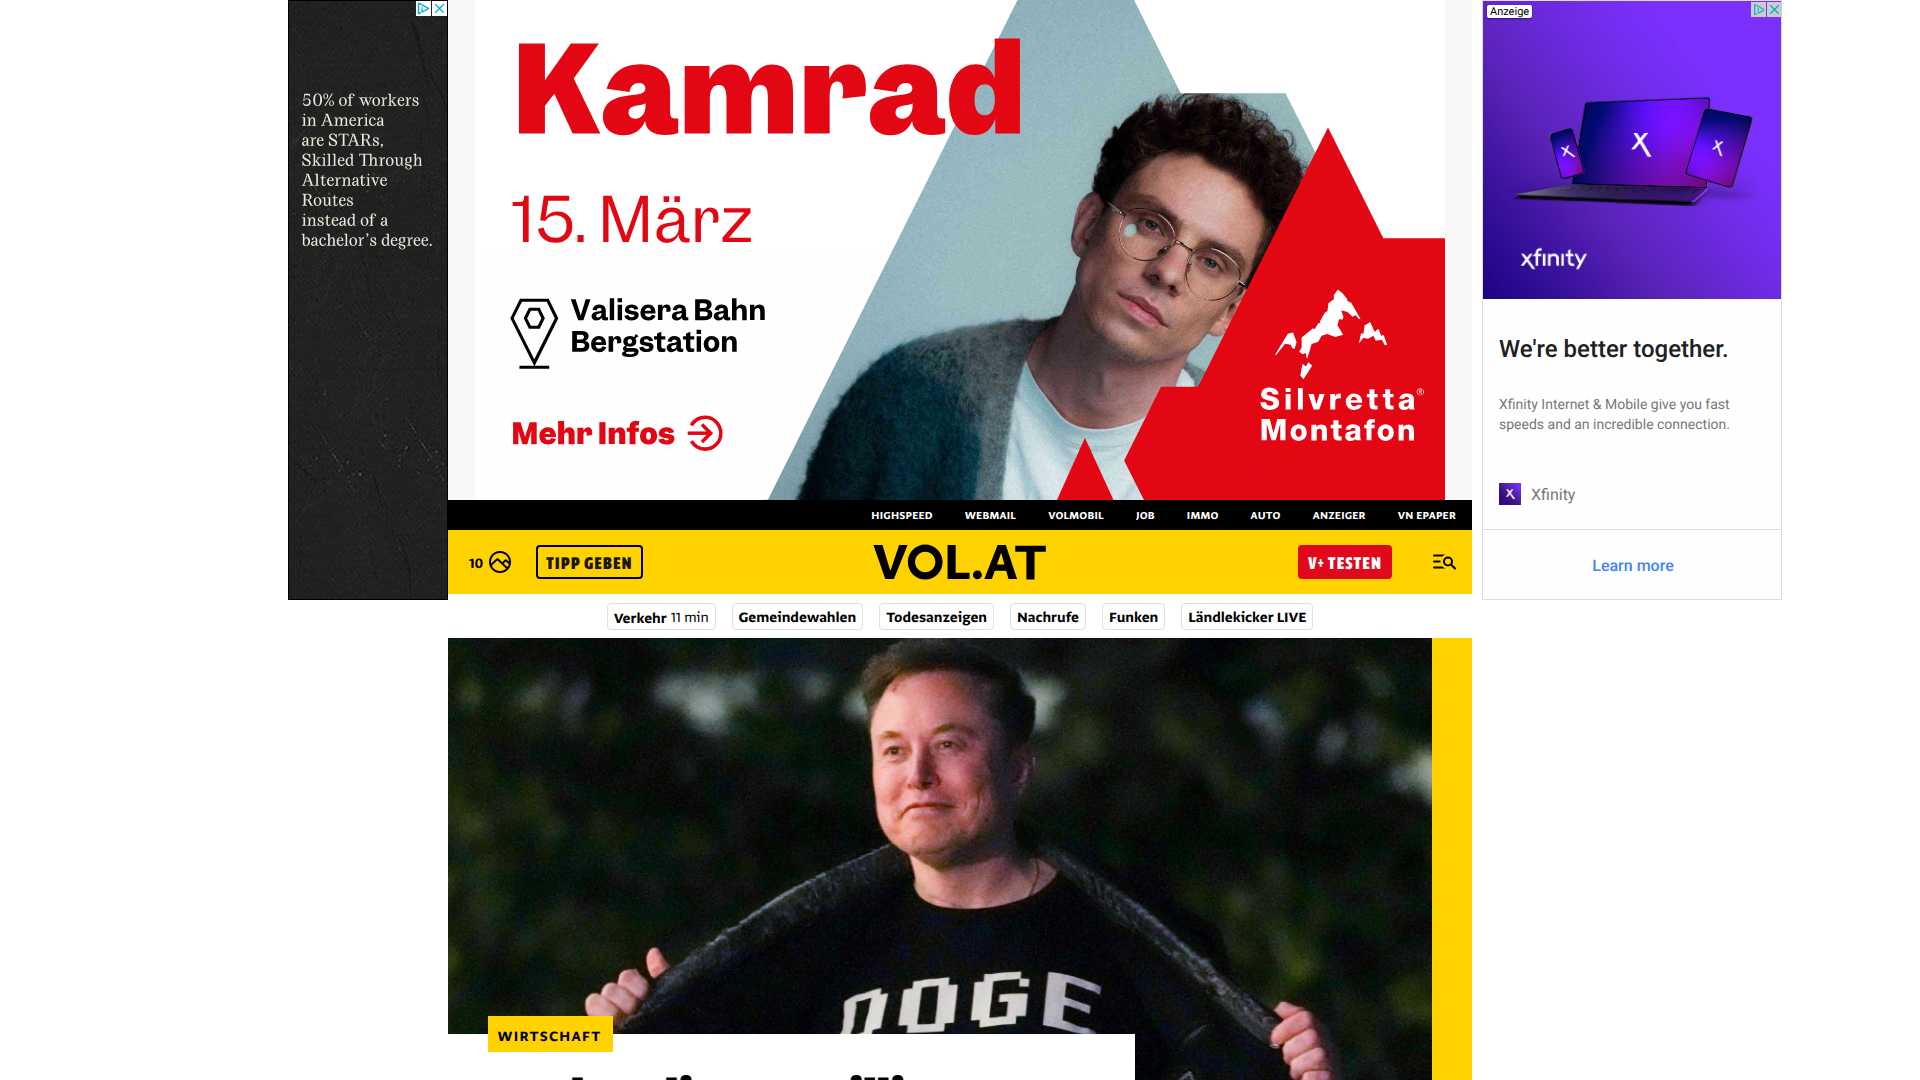 50% of workers
in America
are STARs,
Skilled Through
Alternative
Routes
instead of a
bachelor's degree.
Kamrad
15. März
Valisera Bahn
Bergstation
Mehr Infos
Silvretta®
Montafon
Anzeige
X
X
X
xfinity
We're better together.
Xfinity Internet & Mobile give you fast
speeds and an incredible connection.
X Xfinity
Learn more
HIGHSPEED WEBMAIL VOLMOBIL JOB IMMO AUTO ANZEIGER VN EPAPER
10 TIPP GEBEN VOL.AT V+ TESTEN
Verkehr 11 min Gemeindewahlen Todesanzeigen Nachrufe Funken Ländlekicker LIVE
DOGE
WIRTSCHAFT